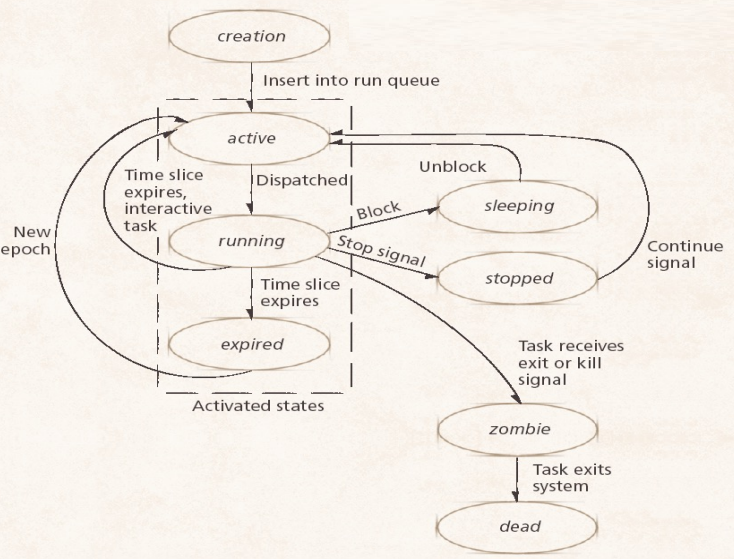 creation
Insert into run queue
active
Time slice
expires,
interactive
task
Dispatched
Unblock
Block
sleeping
New
epoch
running
Stop signal
stopped
Continue
signal
Time slice
expires
expired
Task receives
exit or kill
signal
Activated states
zombie
Task exits
system
dead